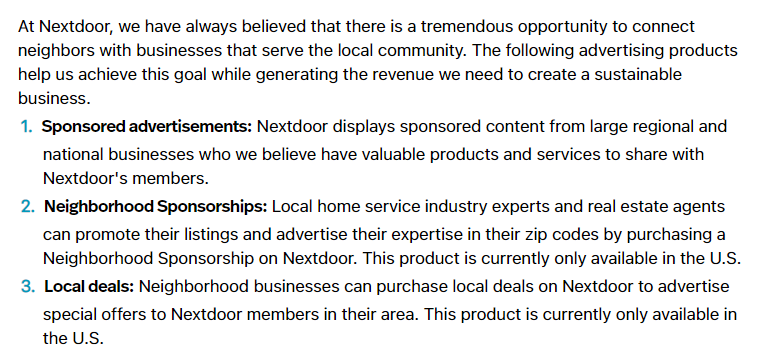 At Nextdoor, we have always believed that there is a tremendous opportunity to connect
neighbors with businesses that serve the local community. The following advertising products
help us achieve this goal while generating the revenue we need to create a sustainable
business.
1. Sponsored advertisements: Nextdoor displays sponsored content from large regional and
national businesses who we believe have valuable products and services to share with
Nextdoor's members.
2. Neighborhood Sponsorships: Local home service industry experts and real estate agents
can promote their listings and advertise their expertise in their zip codes by purchasing a
Neighborhood Sponsorship on Nextdoor. This product is currently only available in the U.S.
3. Local deals: Neighborhood businesses can purchase local deals on Nextdoor to advertise
special offers to Nextdoor members in their area. This product is currently only available in
the U.S.